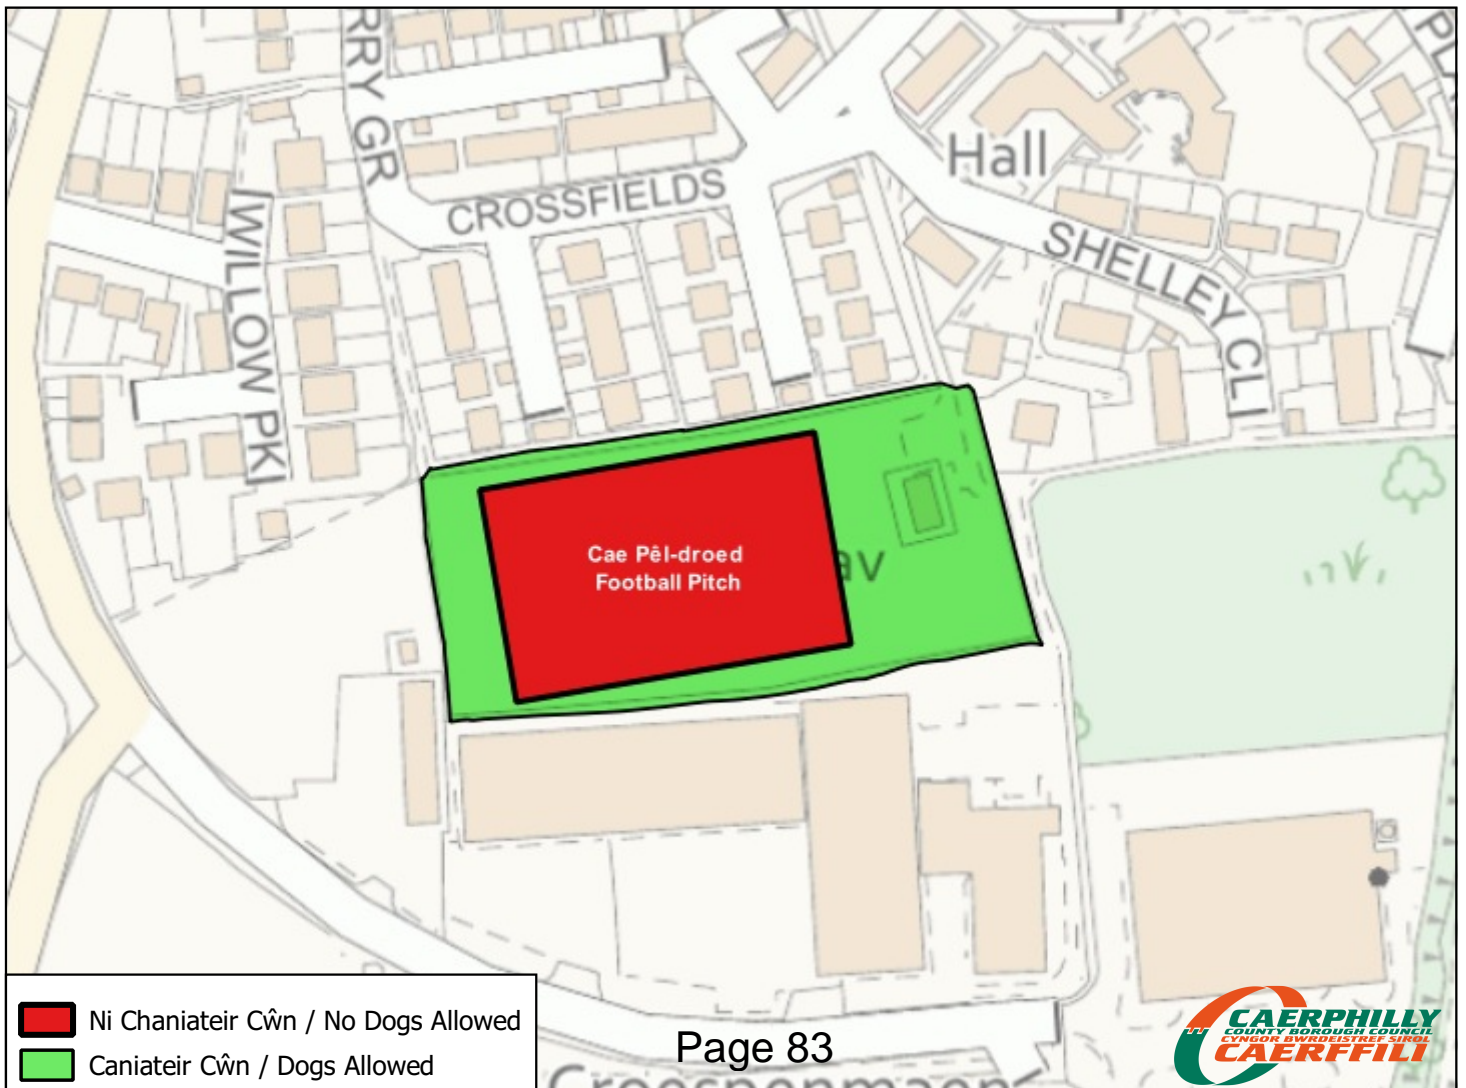 RRY GR
CROSSFIELDS
Hall
WILLOW PK
SHELLEY CL
Cae Pêl-droed
Football Pitch
Ni Chaniateir Cŵn / No Dogs Allowed
Caniateir Cŵn / Dogs Allowed
Page 83
CAERPHILLY
COUNTY BOROUGH COUNCIL
CYNGOR BWRDEISTREF SIROL
CAERFFILI